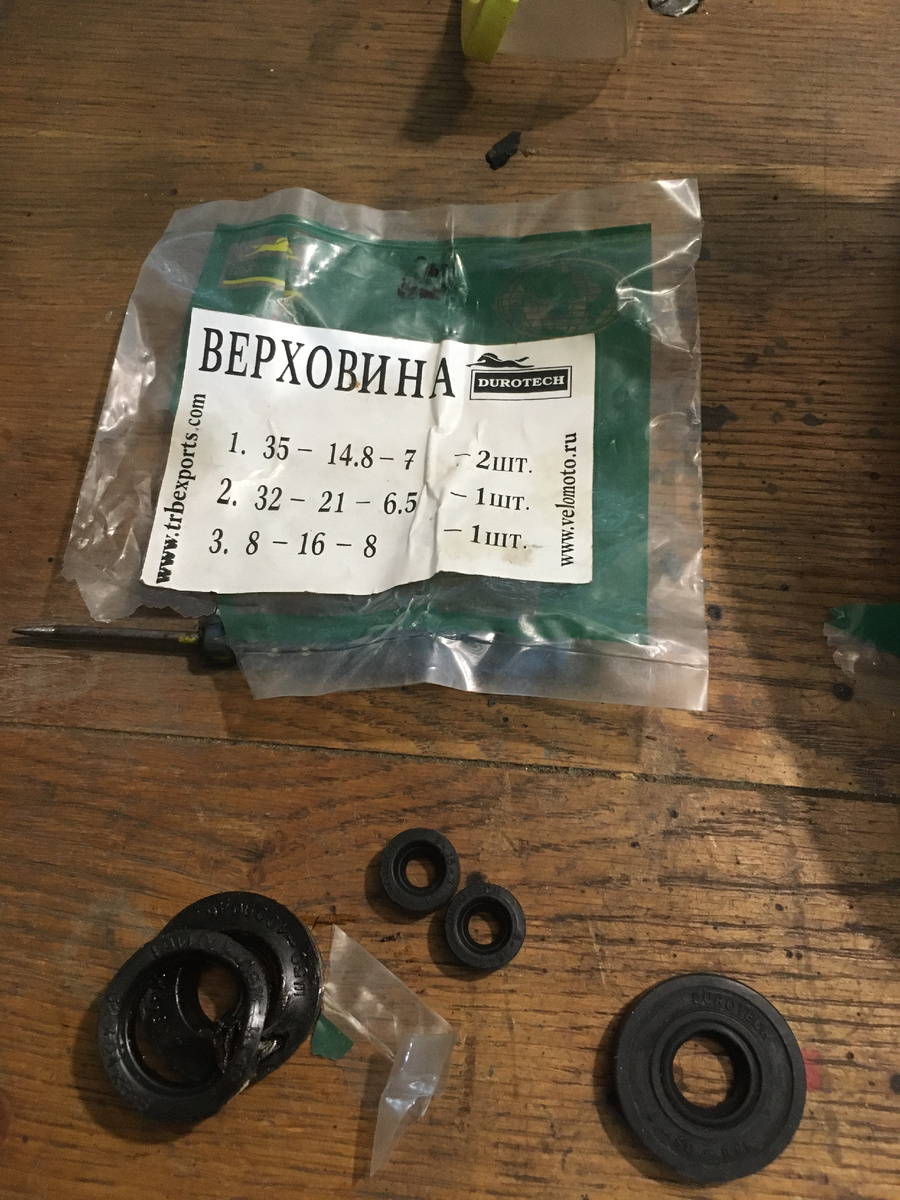 ВЕРХОВИНА
DUROTECH
1. 35 – 14.8 – 7 – 2шт.
2. 32 – 21 – 6.5 – 1шт.
3. 8 – 16 – 8 – 1шт.
www.trbexports.com
www.velomoto.ru
DUROTECH